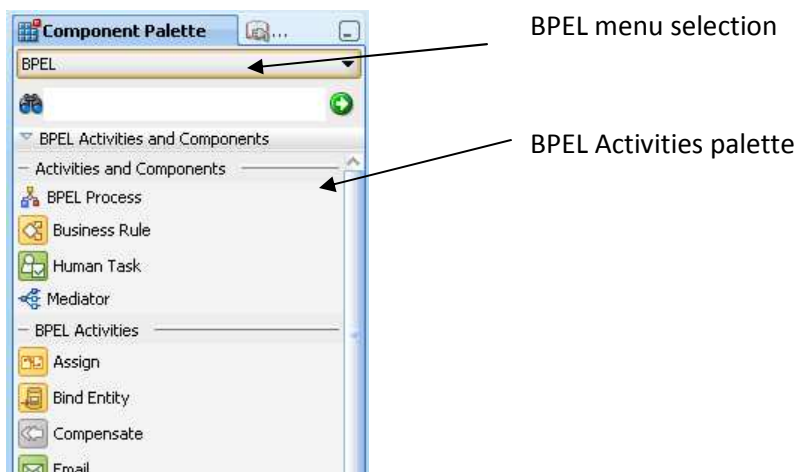 Component Palette
...
BPEL menu selection
BPEL
BPEL Activities and Components
BPEL Activities palette
Activities and Components
BPEL Process
Business Rule
Human Task
Mediator
BPEL Activities
Assign
Bind Entity
Compensate
Email